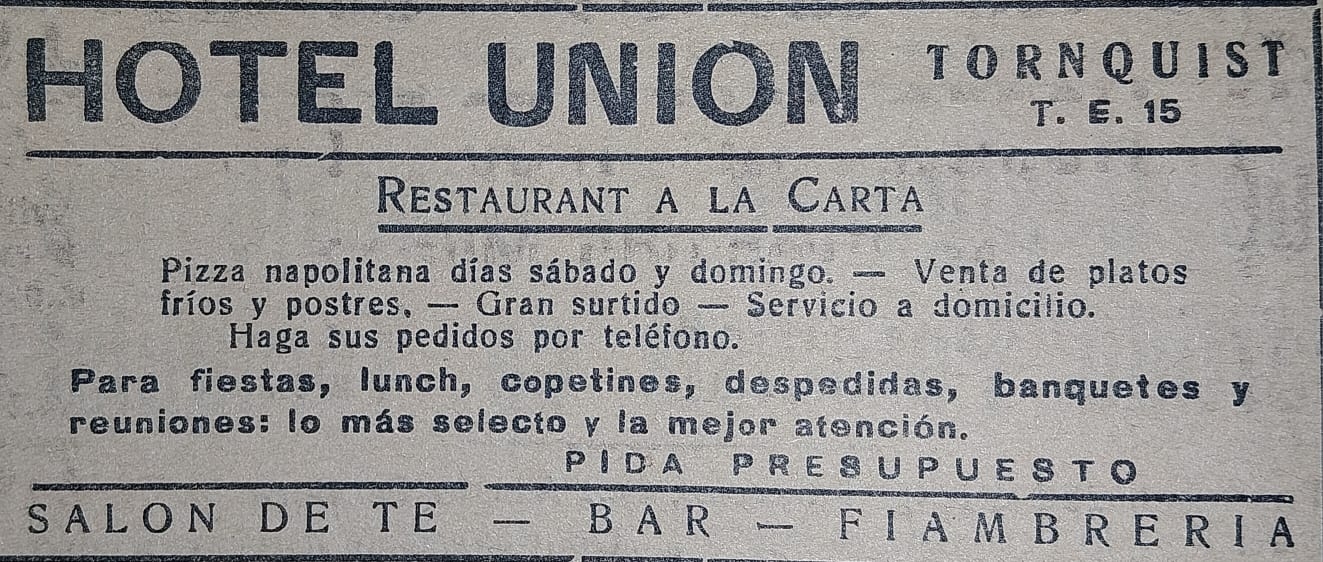 HOTEL UNION
TORNQUIST
T. E. 15
RESTAURANT A LA CARTA
Pizza napolitana días sábado y domingo. — Venta de platos
fríos y postres. — Gran surtido — Servicio a domicilio.
Haga sus pedidos por teléfono.
Para fiestas, lunch, copetines, despedidas, banquetes y
reuniones: lo más selecto y la mejor atención.
PIDA PRESUPUESTO
SALON DE TE — BAR — FIAMBRERIA